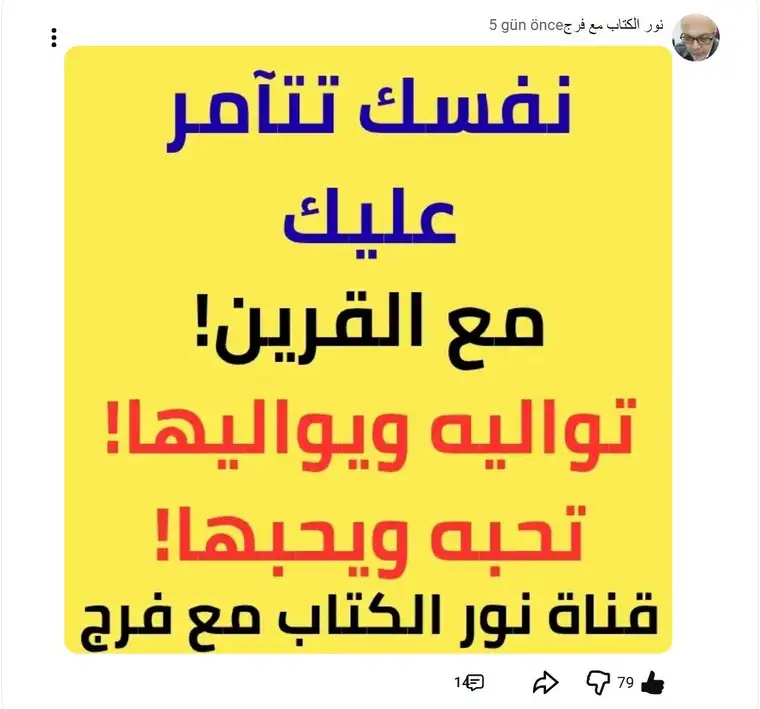 نور الكتاب مع فرج 5 gün önce
نفسك تتآمر
عليك
مع القرين!
تواليه ويواليها!
تحبه ويحبها!
قناة نور الكتاب مع فرج
79
14